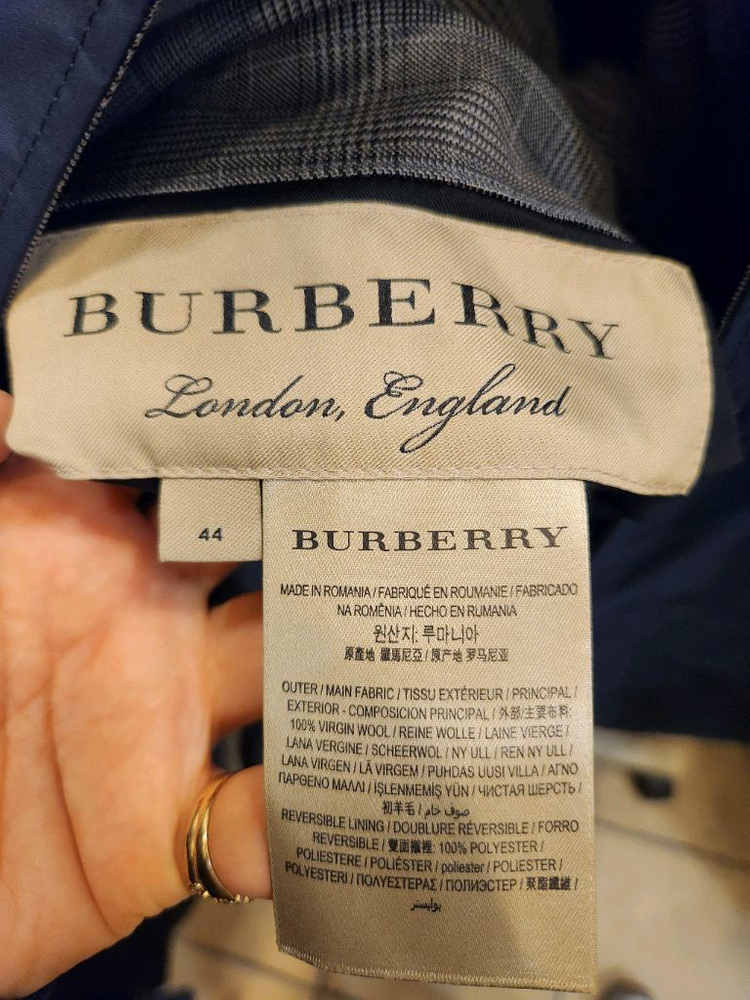 BURBERRY
London, England
44
BURBERRY
MADE IN ROMANIA / FABRIQUÉ EN ROUMANIE / FABRICADO
NA ROMÊNIA / HECHO EN RUMANIA
원산지: 루마니아
原產地 羅馬尼亞 / 原产地 罗马尼亚
OUTER / MAIN FABRIC / TISSU EXTÉRIEUR / PRINCIPAL /
EXTERIOR - COMPOSICION PRINCIPAL / 外部/主要布料:
100% VIRGIN WOOL / REINE WOLLE / LAINE VIERGE /
LANA VERGINE / SCHEERWOL / NY ULL / REN NY ULL /
LANA VIRGEN / LÃ VIRGEM / PUHDAS UUSI VILLA / ΑΓΝΟ
ΠΑΡΘΕΝΟ ΜΑΛΛΙ / İŞLENMEMİŞ YÜN / ЧИСТАЯ ШЕРСТЬ /
初羊毛 / صوف خام /
REVERSIBLE LINING / DOUBLURE RÉVERSIBLE / FORRO
REVERSIBLE / 雙面襯裡: 100% POLYESTER /
POLIESTERE / POLIÉSTER / poliester / POLIESTER /
POLYESTERI / ΠΟΛΥΕΣΤΕΡΑΣ / ПОЛИЭСТЕР / 聚酯纖維 /
بوليستر